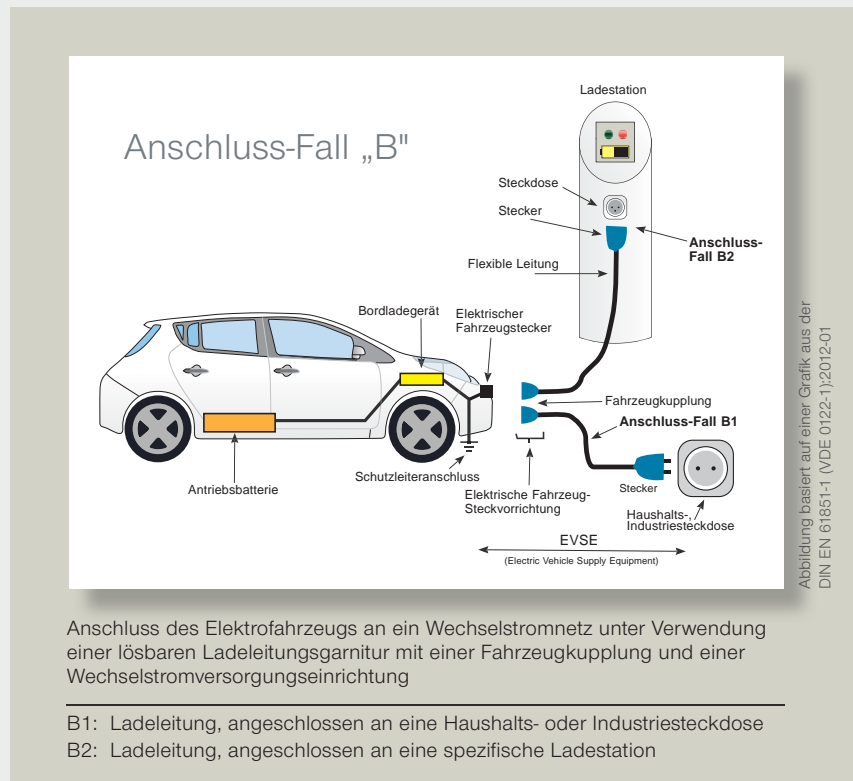 Anschluss-Fall „B"
Ladestation
Steckdose
Stecker
Anschluss-
Fall B2
Flexible Leitung
Bordladegerät
Elektrischer
Fahrzeugstecker
Fahrzeugkupplung
Anschluss-Fall B1
Antriebsbatterie
Schutzleiteranschluss
Elektrische Fahrzeug-
Steckvorrichtung
Stecker
Haushalts-,
Industriesteckdose
EVSE
(Electric Vehicle Supply Equipment)
Abbildung basiert auf einer Grafik aus der
DIN EN 61851-1 (VDE 0122-1):2012-01
Anschluss des Elektrofahrzeugs an ein Wechselstromnetz unter Verwendung
einer lösbaren Ladeleitungsgarnitur mit einer Fahrzeugkupplung und einer
Wechselstromversorgungseinrichtung
B1: Ladeleitung, angeschlossen an eine Haushalts- oder Industriesteckdose
B2: Ladeleitung, angeschlossen an eine spezifische Ladestation